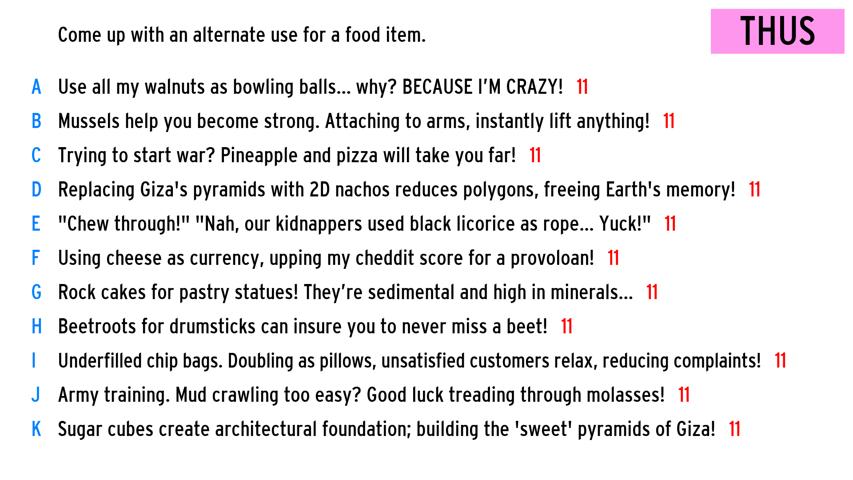 THUS
Come up with an alternate use for a food item.
A Use all my walnuts as bowling balls... why? BECAUSE I'M CRAZY! 11
B Mussels help you become strong. Attaching to arms, instantly lift anything! 11
C Trying to start war? Pineapple and pizza will take you far! 11
D Replacing Giza's pyramids with 2D nachos reduces polygons, freeing Earth's memory! 11
E "Chew through!" "Nah, our kidnappers used black licorice as rope... Yuck!" 11
F Using cheese as currency, upping my cheddit score for a provoloan! 11
G Rock cakes for pastry statues! They're sedimental and high in minerals... 11
H Beetroots for drumsticks can insure you to never miss a beet! 11
I Underfilled chip bags. Doubling as pillows, unsatisfied customers relax, reducing complaints! 11
J Army training. Mud crawling too easy? Good luck treading through molasses! 11
K Sugar cubes create architectural foundation; building the 'sweet' pyramids of Giza! 11